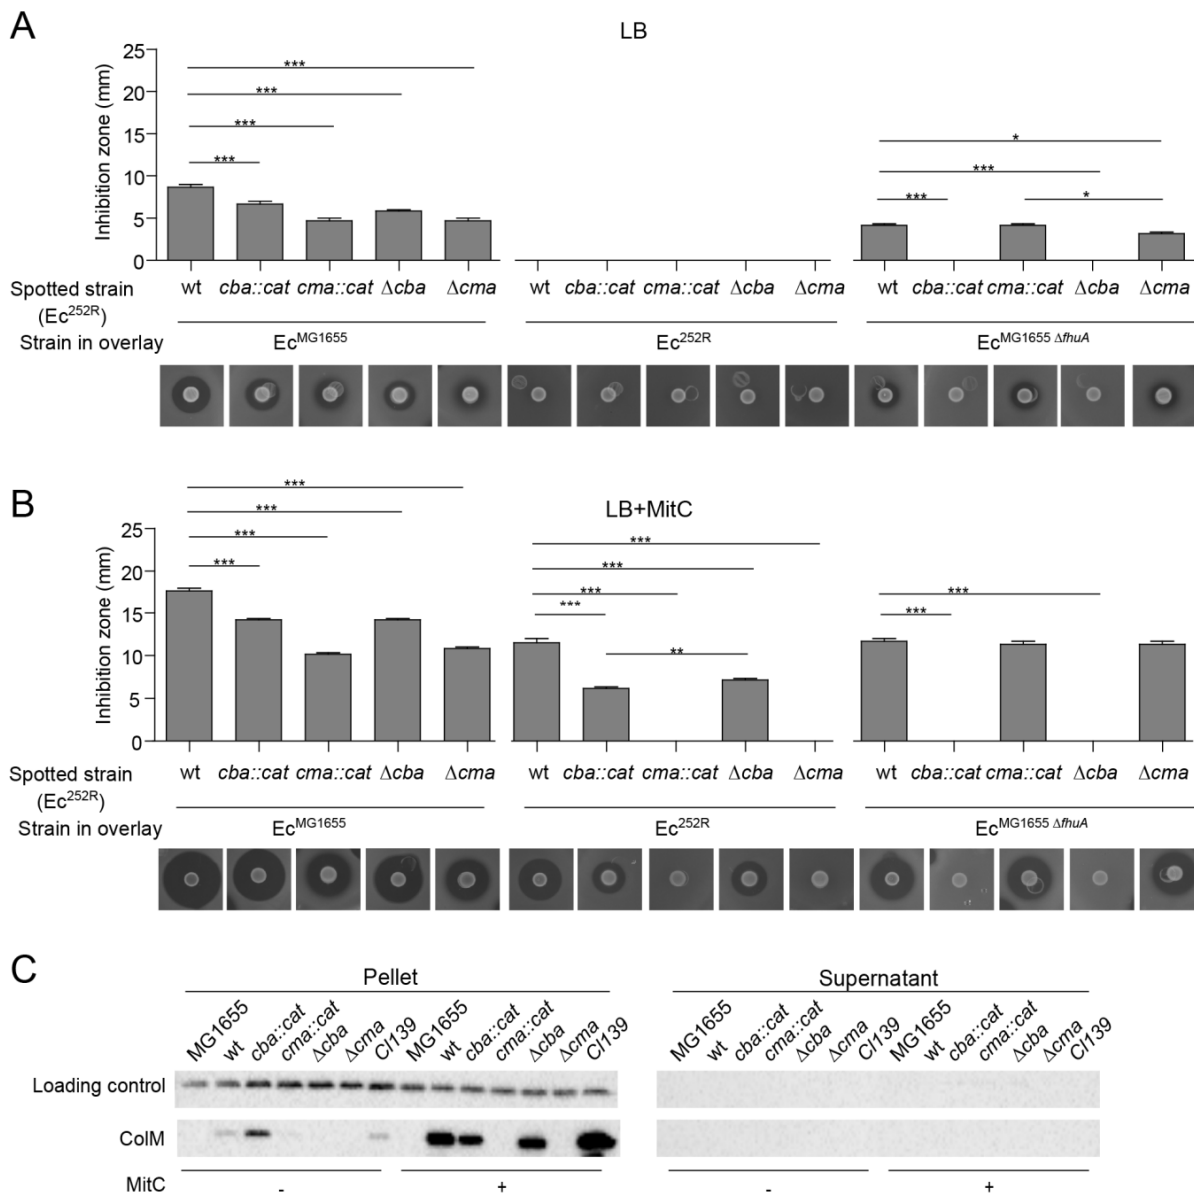 A
LB
25
20
15
10
5
0
Inhibition zone (mm)
*** *** *** ***
* *** *** *
Spotted strain (Ec252R)
wt cba::cat cma::cat Δcba Δcma wt cba::cat cma::cat Δcba Δcma wt cba::cat cma::cat Δcba Δcma
Strain in overlay
EcMG1655 Ec252R EcMG1655 ΔfhuA
B
LB+MitC
25
20
15
10
5
0
Inhibition zone (mm)
*** *** *** ***
*** *** *** *** **
*** ***
Spotted strain (Ec252R)
wt cba::cat cma::cat Δcba Δcma wt cba::cat cma::cat Δcba Δcma wt cba::cat cma::cat Δcba Δcma
Strain in overlay
EcMG1655 Ec252R EcMG1655 ΔfhuA
C
Pellet Supernatant
MG1655 wt cba::cat cma::cat Δcba Δcma CI139 MG1655 wt cba::cat cma::cat Δcba Δcma CI139 MG1655 wt cba::cat cma::cat Δcba Δcma CI139 MG1655 wt cba::cat cma::cat Δcba Δcma CI139
Loading control
ColM
MitC - + - +